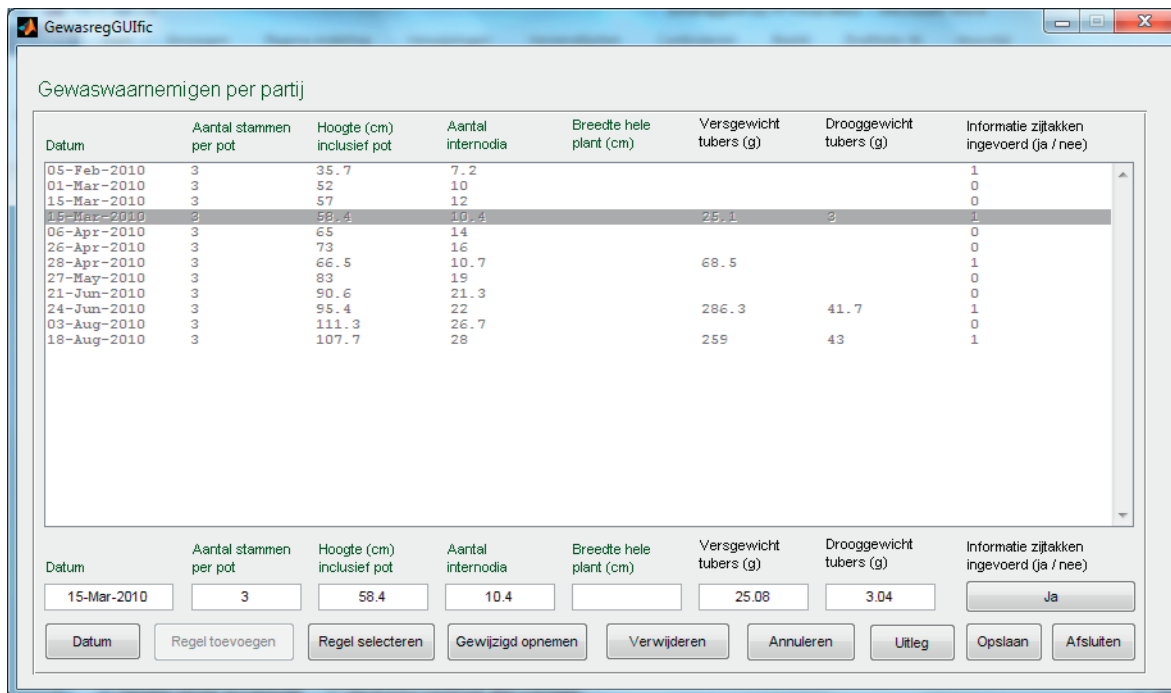 GewasregGUIfic
Gewaswaarnemigen per partij
Datum Aantal stammen per pot Hoogte (cm) inclusief pot Aantal internodia Breedte hele plant (cm) Versgewicht tubers (g) Drooggewicht tubers (g) Informatie zijtakken ingevoerd (ja / nee)
05-Feb-2010 3 35.7 7.2 1
01-Mar-2010 3 52 10 0
15-Mar-2010 3 57 12 0
15-Mar-2010 3 58.4 10.4 25.1 3 1
06-Apr-2010 3 65 14 0
26-Apr-2010 3 73 16 0
28-Apr-2010 3 66.5 10.7 68.5 1
27-May-2010 3 83 19 0
21-Jun-2010 3 90.6 21.3 0
24-Jun-2010 3 95.4 22 286.3 41.7 1
03-Aug-2010 3 111.3 26.7 0
18-Aug-2010 3 107.7 28 259 43 1
Datum Aantal stammen per pot Hoogte (cm) inclusief pot Aantal internodia Breedte hele plant (cm) Versgewicht tubers (g) Drooggewicht tubers (g) Informatie zijtakken ingevoerd (ja / nee)
15-Mar-2010 3 58.4 10.4 25.08 3.04 Ja
Datum Regel toevoegen Regel selecteren Gewijzigd opnemen Verwijderen Annuleren Uitleg Opslaan Afsluiten